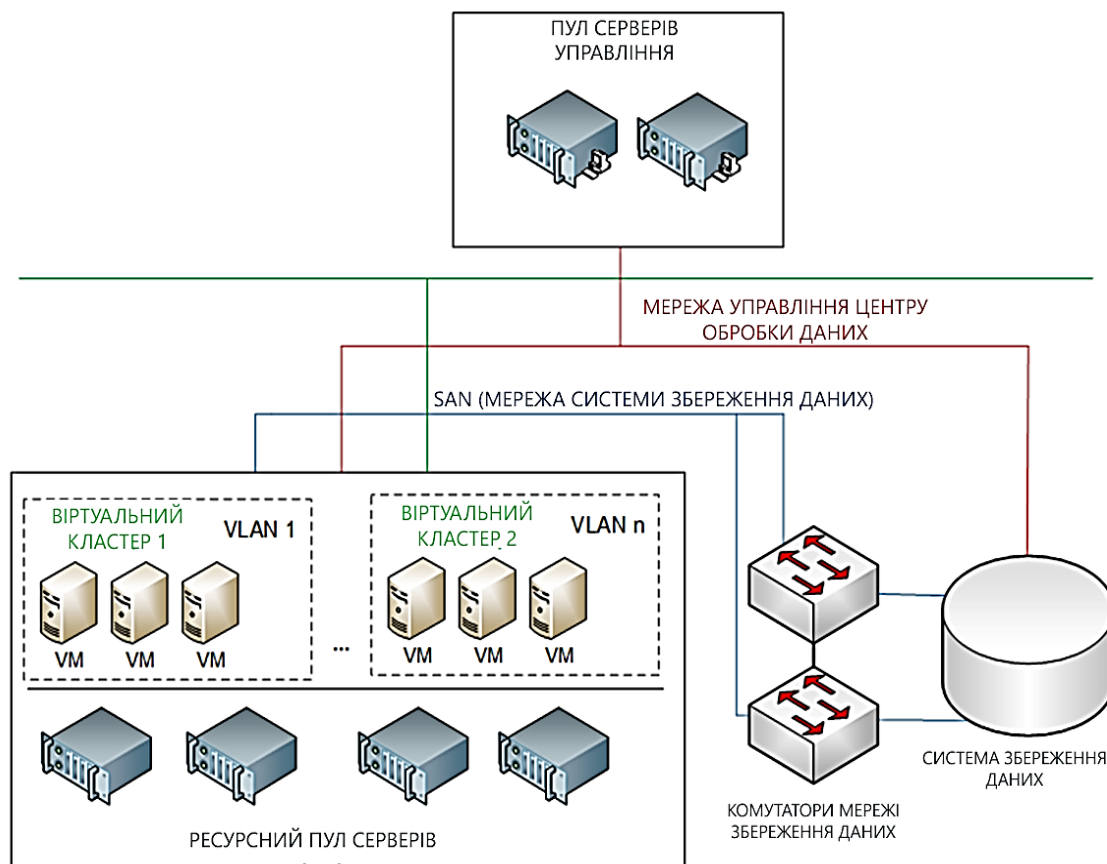 ПУЛ СЕРВЕРІВ
УПРАВЛІННЯ
МЕРЕЖА УПРАВЛІННЯ ЦЕНТРУ
ОБРОБКИ ДАНИХ
SAN (МЕРЕЖА СИСТЕМИ ЗБЕРЕЖЕННЯ ДАНИХ)
ВІРТУАЛЬНИЙ
КЛАСТЕР 1
VLAN 1
ВІРТУАЛЬНИЙ
КЛАСТЕР 2
VLAN n
VM
VM
VM
...
VM
VM
VM
РЕСУРСНИЙ ПУЛ СЕРВЕРІВ
КОМУТАТОРИ МЕРЕЖІ
ЗБЕРЕЖЕННЯ ДАНИХ
СИСТЕМА ЗБЕРЕЖЕННЯ
ДАНИХ